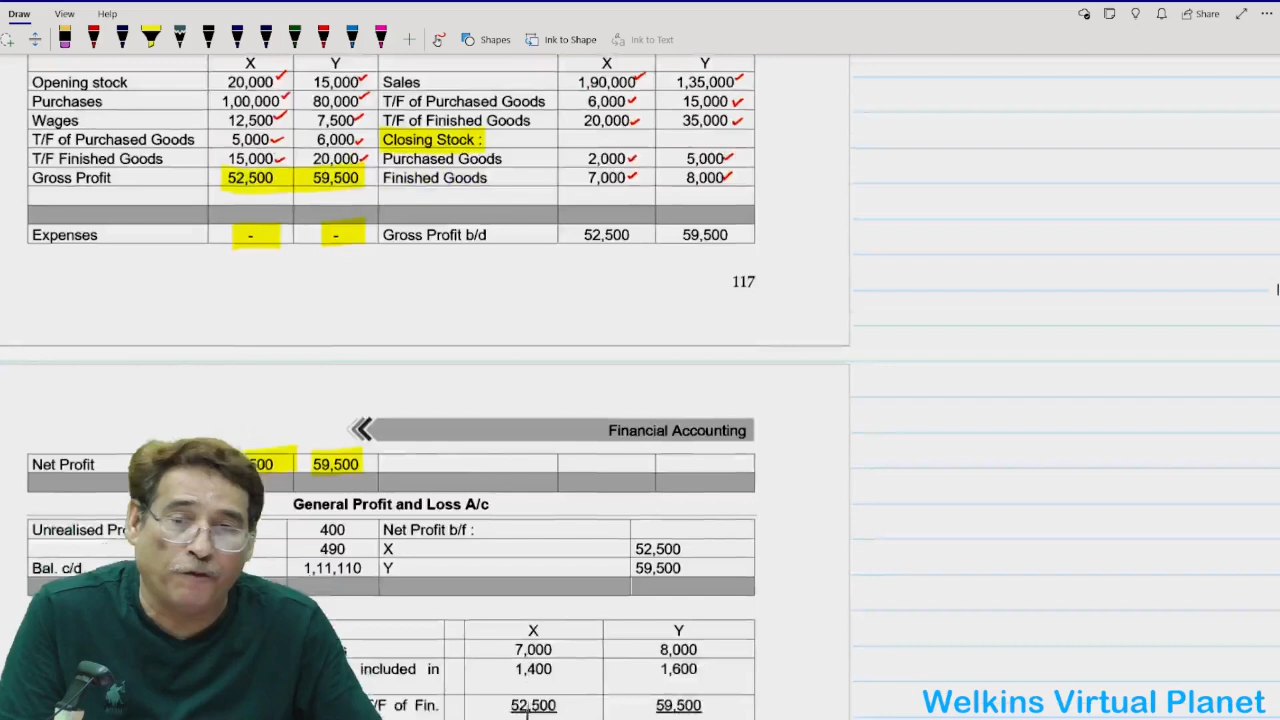 Draw View Help
Share
Shapes Ink to Shape Ink to Text
X Y X Y
Opening stock 20,000 15,000 Sales 1,90,000 1,35,000
Purchases 1,00,000 80,000 T/F of Purchased Goods 6,000 15,000
Wages 12,500 7,500 T/F of Finished Goods 20,000 35,000
T/F of Purchased Goods 5,000 6,000 Closing Stock :
T/F Finished Goods 15,000 20,000 Purchased Goods 2,000 5,000
Gross Profit 52,500 59,500 Finished Goods 7,000 8,000
Expenses - - Gross Profit b/d 52,500 59,500
117
Financial Accounting
Net Profit 500 59,500
General Profit and Loss A/c
Unrealised 400 Net Profit b/f :
490 X 52,500
Bal. c/d 1,11,110 Y 59,500
X Y
7,000 8,000
included in 1,400 1,600
/F of Fin. 52,500 59,500
Welkins Virtual Planet